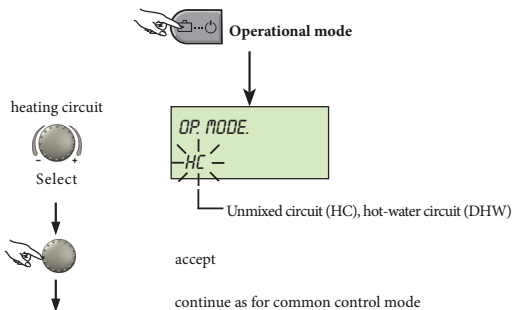 Operational mode
heating circuit
OP. MODE.
HC
- +
Select
Unmixed circuit (HC), hot-water circuit (DHW)
accept
continue as for common control mode